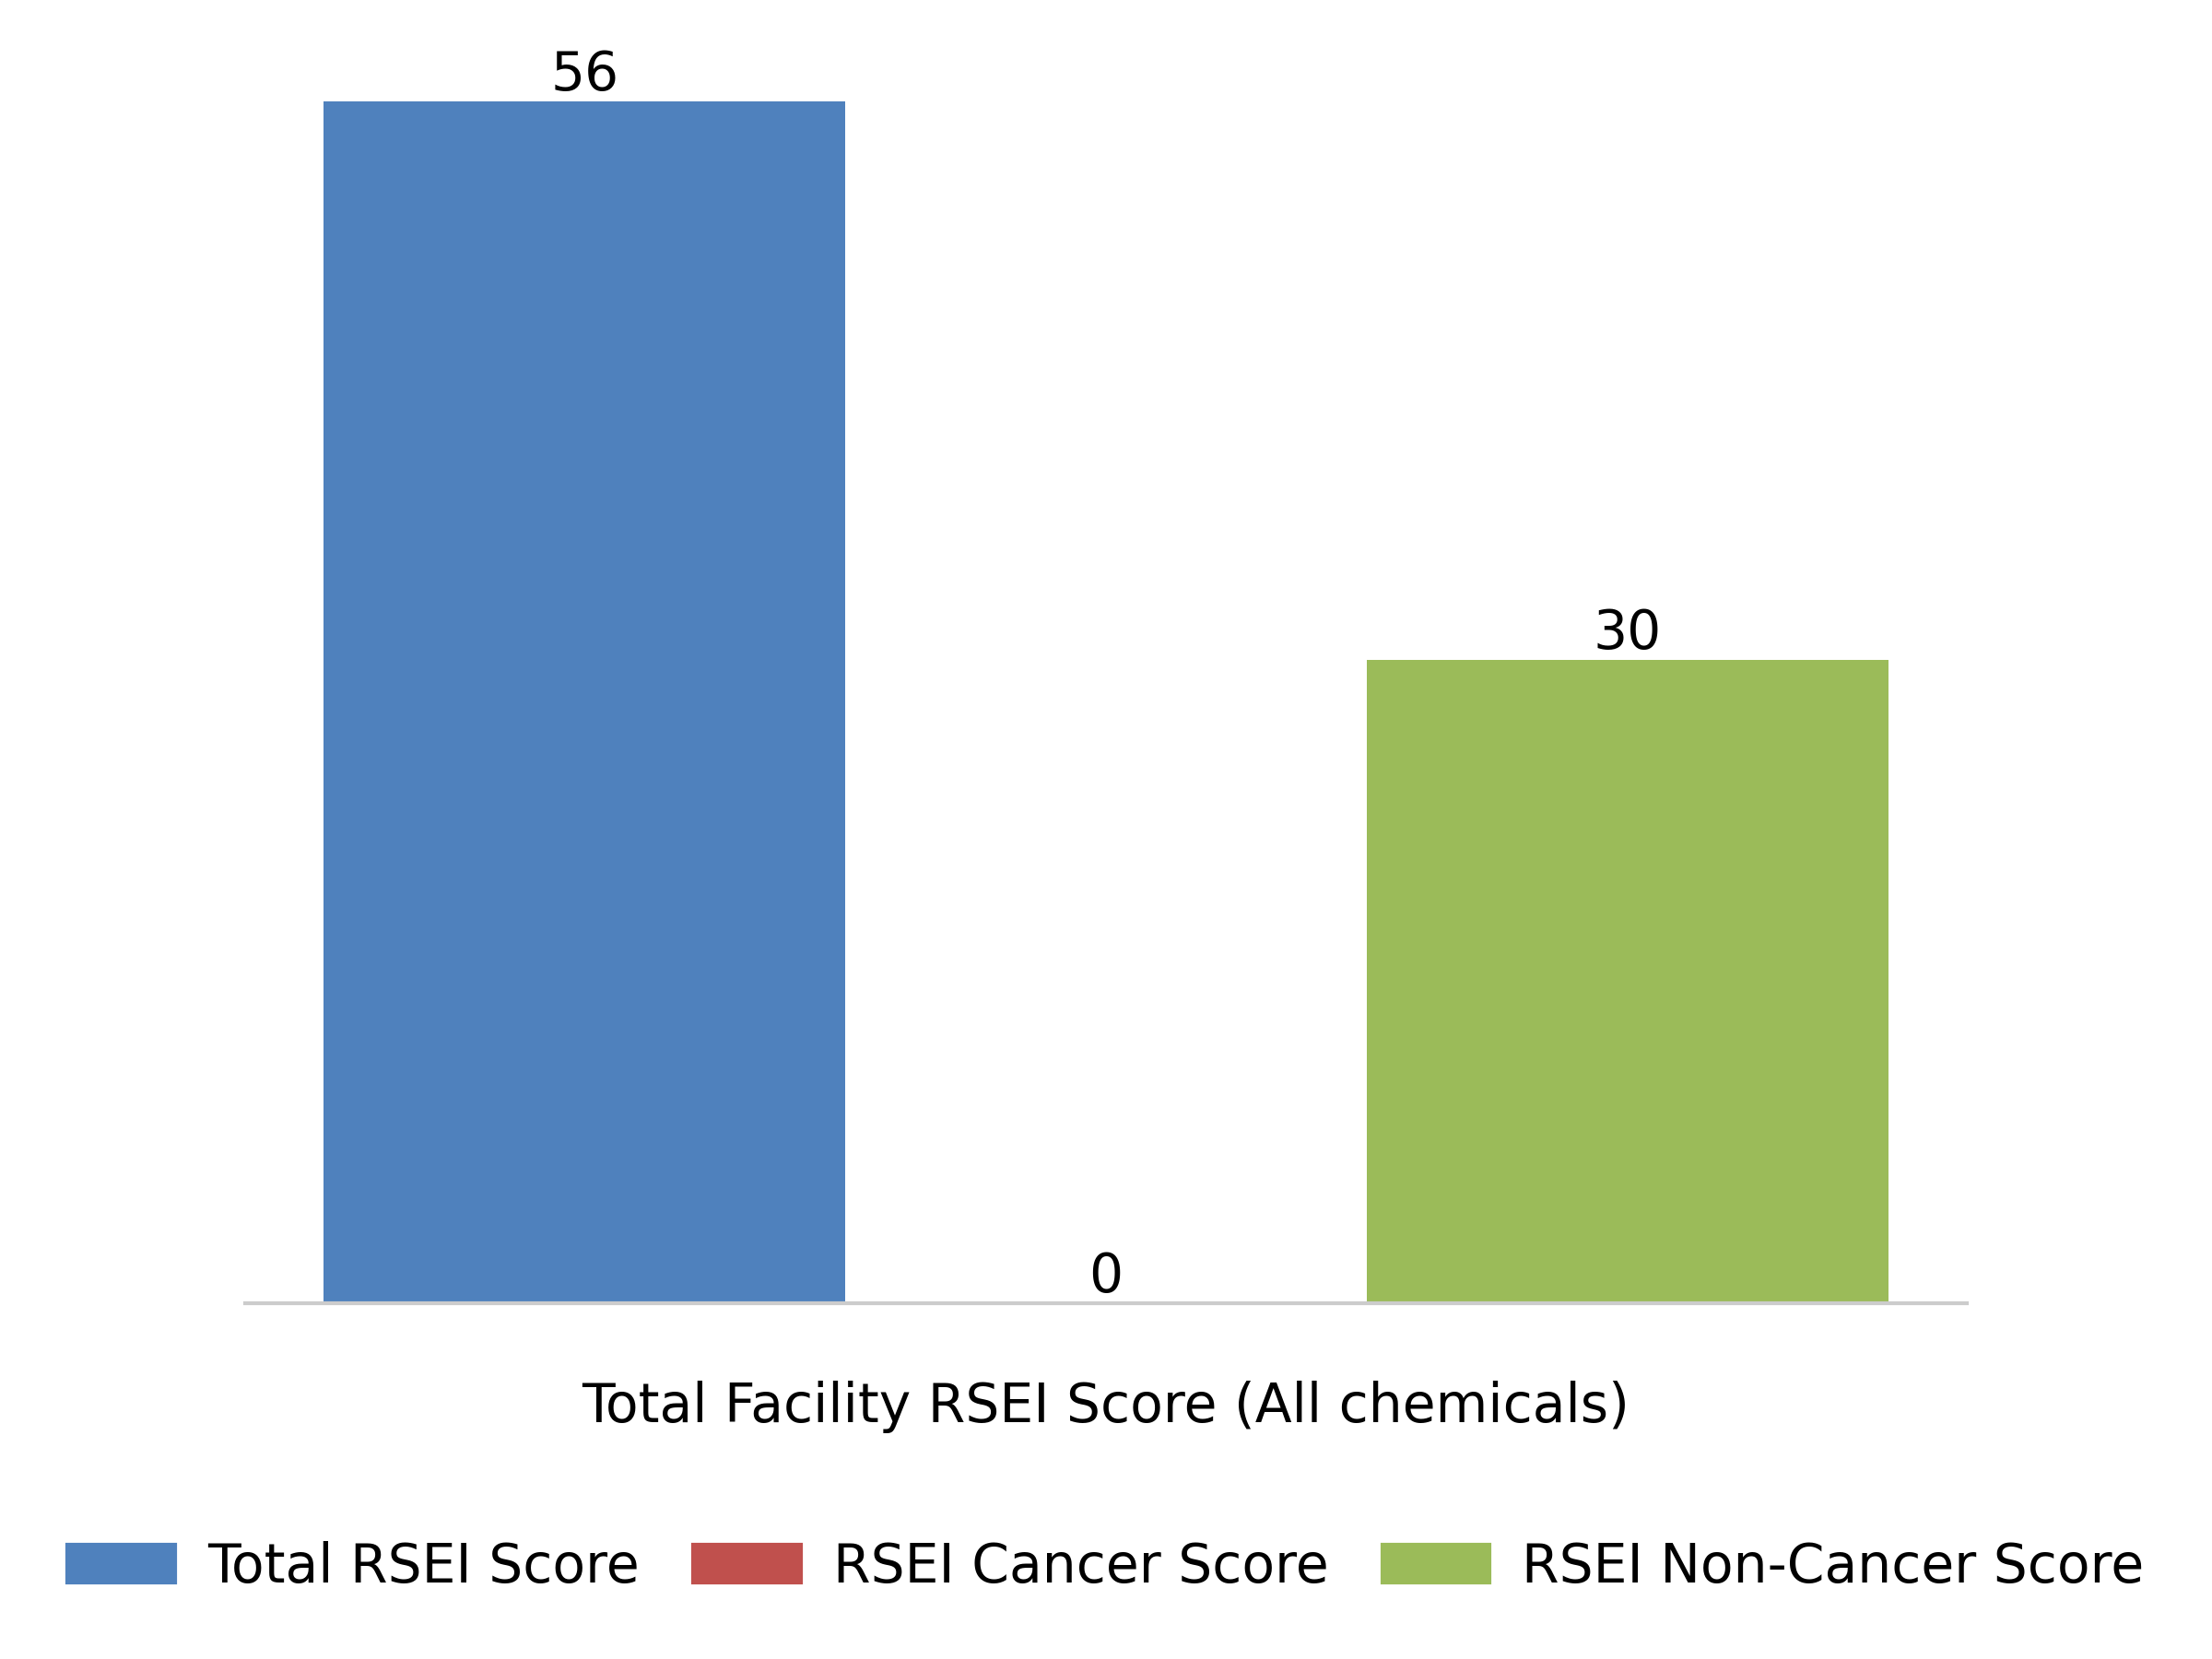 56
30
0
Total Facility RSEI Score (All chemicals)
Total RSEI Score RSEI Cancer Score RSEI Non-Cancer Score